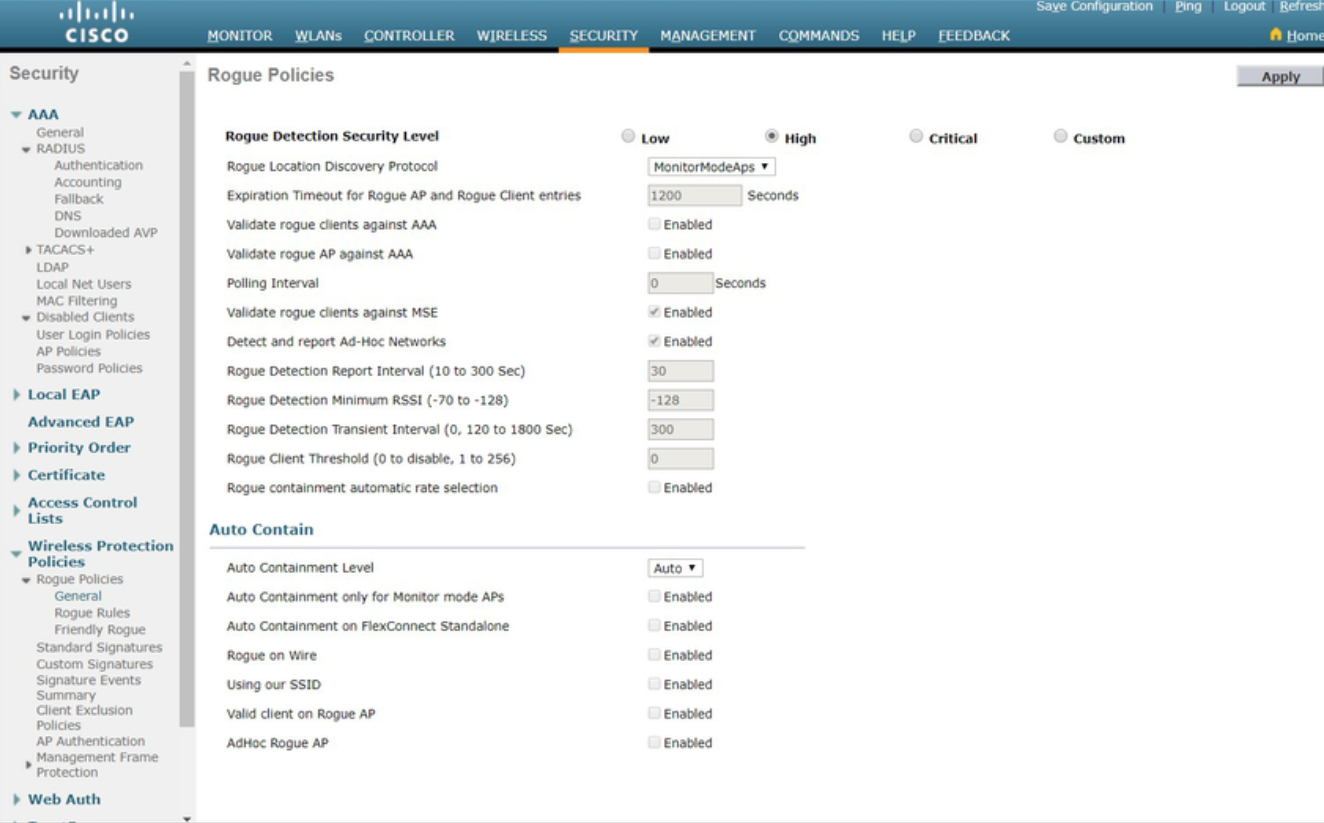 Save Configuration Ping Logout Refresh
CISCO MONITOR WLANs CONTROLLER WIRELESS SECURITY MANAGEMENT COMMANDS HELP FEEDBACK Home
Security
AAA
General
RADIUS
Authentication
Accounting
Fallback
DNS
Downloaded AVP
TACACS+
LDAP
Local Net Users
MAC Filtering
Disabled Clients
User Login Policies
AP Policies
Password Policies
Local EAP
Advanced EAP
Priority Order
Certificate
Access Control
Lists
Wireless Protection
Policies
Rogue Policies
General
Rogue Rules
Friendly Rogue
Standard Signatures
Custom Signatures
Signature Events
Summary
Client Exclusion
Policies
AP Authentication
Management Frame
Protection
Web Auth
Rogue Policies Apply
Rogue Detection Security Level Low High Critical Custom
Rogue Location Discovery Protocol MonitorModeAps
Expiration Timeout for Rogue AP and Rogue Client entries 1200 Seconds
Validate rogue clients against AAA Enabled
Validate rogue AP against AAA Enabled
Polling Interval 0 Seconds
Validate rogue clients against MSE Enabled
Detect and report Ad-Hoc Networks Enabled
Rogue Detection Report Interval (10 to 300 Sec) 30
Rogue Detection Minimum RSSI (-70 to -128) -128
Rogue Detection Transient Interval (0, 120 to 1800 Sec) 300
Rogue Client Threshold (0 to disable, 1 to 256) 0
Rogue containment automatic rate selection Enabled
Auto Contain
Auto Containment Level Auto
Auto Containment only for Monitor mode APs Enabled
Auto Containment on FlexConnect Standalone Enabled
Rogue on Wire Enabled
Using our SSID Enabled
Valid client on Rogue AP Enabled
AdHoc Rogue AP Enabled